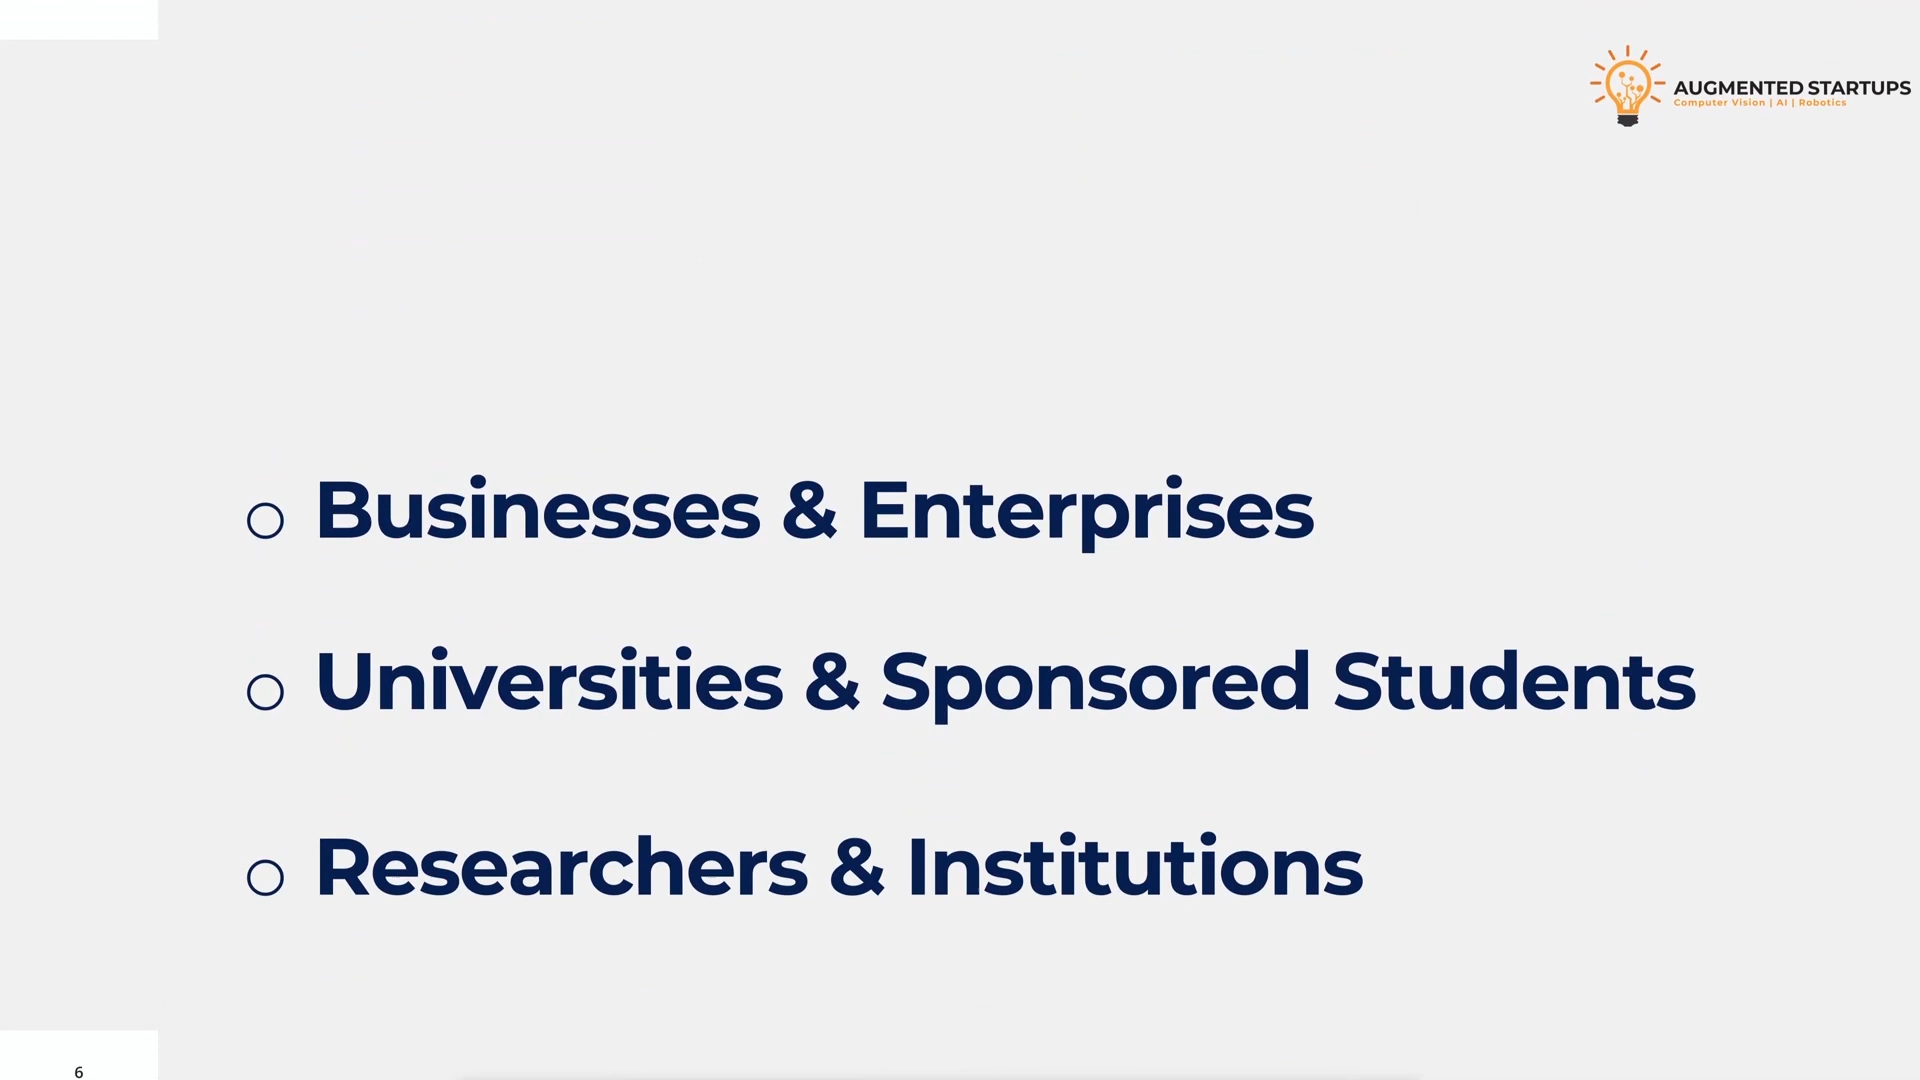 AUGMENTED STARTUPS
Computer Vision | AI | Robotics
Businesses & Enterprises
Universities & Sponsored Students
Researchers & Institutions
6